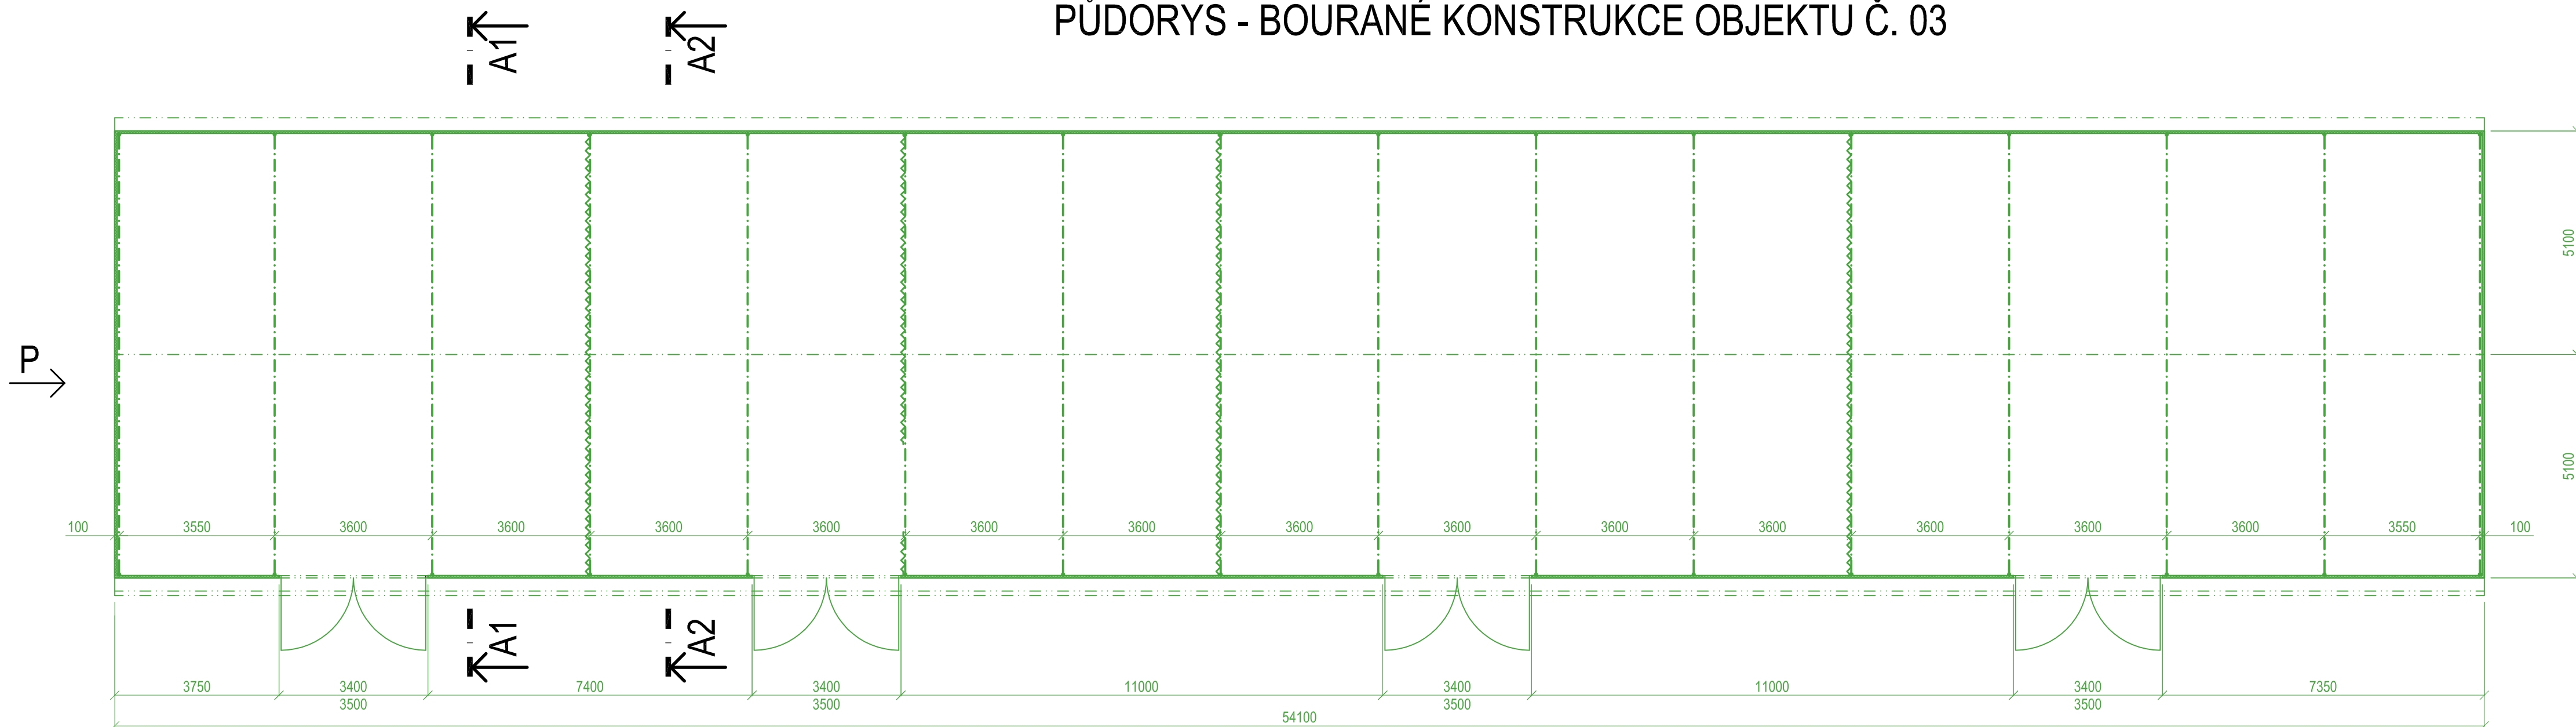 PŮDORYS - BOURANÉ KONSTRUKCE OBJEKTU Č. 03
A1
A2
P
5100
5100
100 3550 3600 3600 3600 3600 3600 3600 3600 3600 3600 3600 3600 3600 3600 3550 100
A1
A2
3750 3400 7400 3400 11000 3400 11000 3400 7350
3500 3500 3500 3500
54100